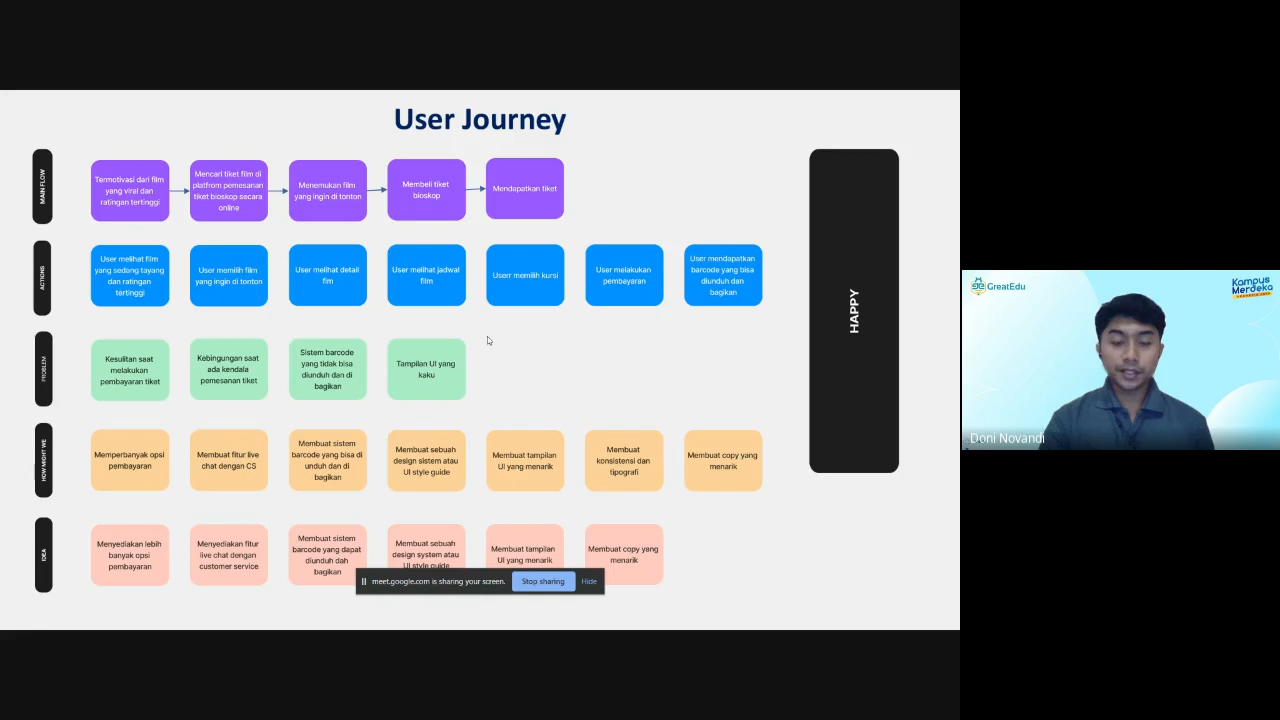 User Journey
MAIN FLOW
Termotivasi dari film
yang viral dan
ratingan tertinggi
Mencari tiket film di
platfrom pemesanan
tiket bioskop secara
online
Menemukan film
yang ingin di tonton
Membeli tiket
bioskop
Mendapatkan tiket
ACTIONS
User melihat film
yang sedang tayang
dan ratingan
tertinggi
User memilih film
yang ingin di tonton
User melihat detail
fim
User melihat jadwal
film
Userr memilih kursi
User melakukan
pembayaran
User mendapatkan
barcode yang bisa
diunduh dan
bagikan
PROBLEM
Kesulitan saat
melakukan
pembayaran tiket
Kebingungan saat
ada kendala
pemesanan tiket
Sistem barcode
yang tidak bisa
diunduh dan di
bagikan
Tampilan UI yang
kaku
HOW MIGHT WE
Memperbanyak opsi
pembayaran
Membuat fitur live
chat dengan CS
Membuat sistem
barcode yang bisa di
unduh dan di
bagikan
Membuat sebuah
design sistem atau
UI style guide
Membuat tampilan
UI yang menarik
Membuat
konsistensi dan
tipografi
Membuat copy yang
menarik
IDEA
Menyediakan lebih
banyak opsi
pembayaran
Menyediakan fitur
live chat dengan
customer service
Membuat sistem
barcode yang dapat
diunduh dah
bagikan
Membuat sebuah
design system atau
UI style guide
Membuat tampilan
UI yang menarik
Membuat copy yang
menarik
HAPPY
meet.google.com is sharing your screen.
Stop sharing
Hide
GreatEdu
Kampus
Merdeka
Doni Novandi